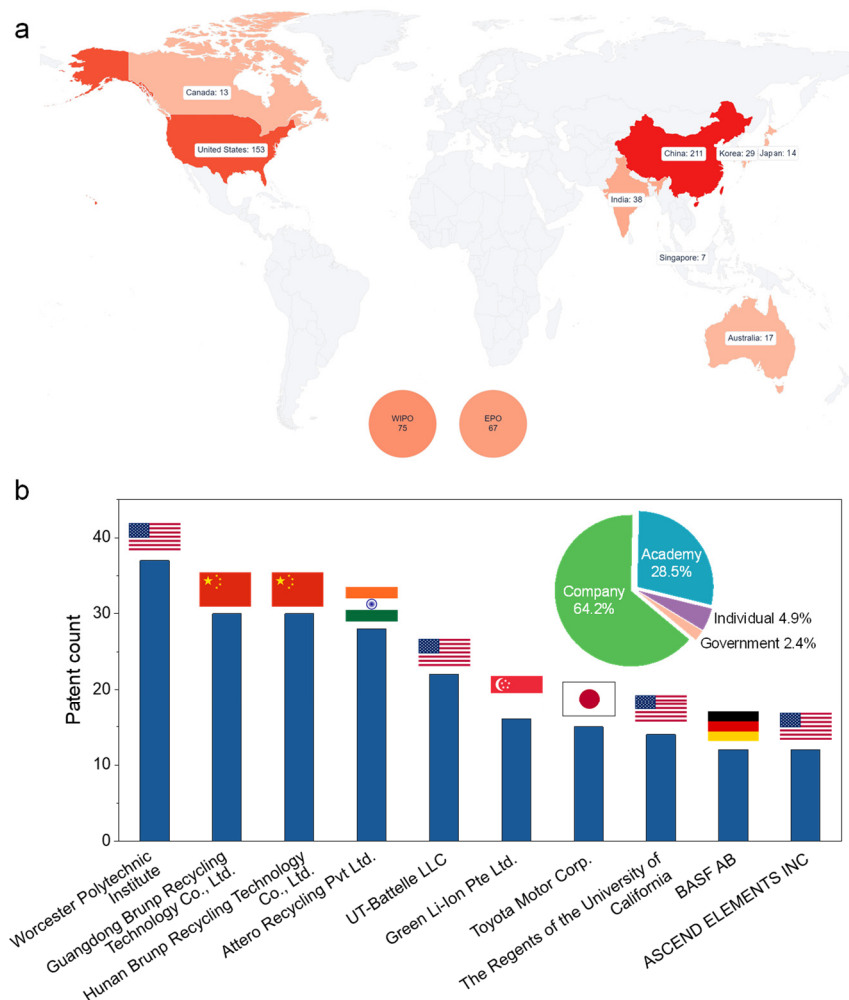 a
Canada: 13
United States: 153
China: 211
Korea: 29
Japan: 14
India: 38
Singapore: 7
Australia: 17
WIPO
75
EPO
67
b
Patent count
40
30
20
10
0
Academy
28.5%
Company
64.2%
Individual 4.9%
Government 2.4%
Worcester Polytechnic
Institute
Guangdong Brunp Recycling
Technology Co., Ltd.
Hunan Brunp Recycling Technology
Co., Ltd.
Attero Recycling Pvt Ltd.
UT-Battelle LLC
Green Li-Ion Pte Ltd.
Toyota Motor Corp.
The Regents of the University of
California
BASF AB
ASCEND ELEMENTS INC